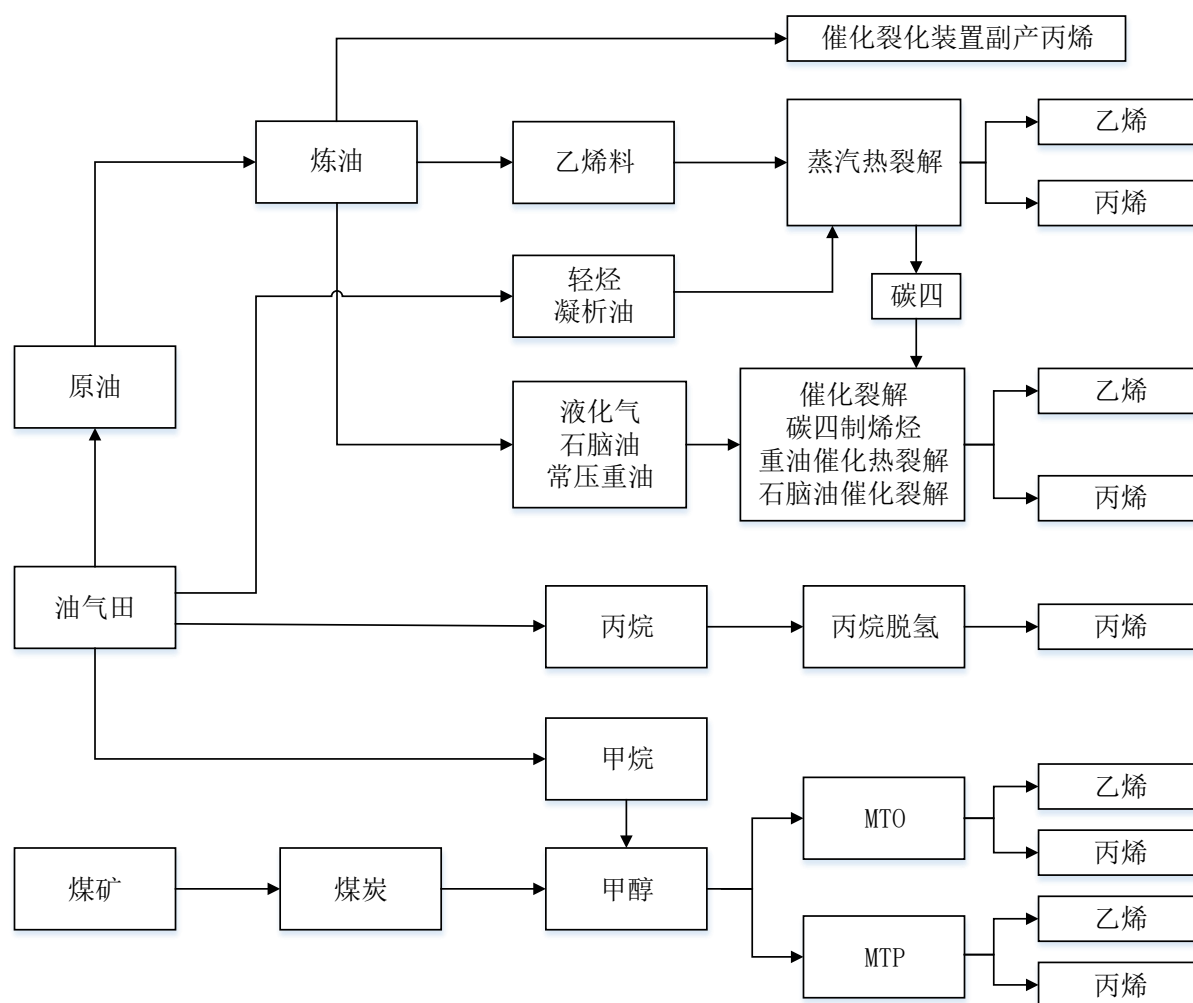 催化裂化装置副产丙烯
炼油
乙烯料
蒸汽热裂解
乙烯
丙烯
轻烃
凝析油
碳四
原油
液化气
石脑油
常压重油
催化裂解
碳四制烯烃
重油催化热裂解
石脑油催化裂解
乙烯
丙烯
油气田
丙烷
丙烷脱氢
丙烯
甲烷
MTO
乙烯
丙烯
煤矿
煤炭
甲醇
MTP
乙烯
丙烯